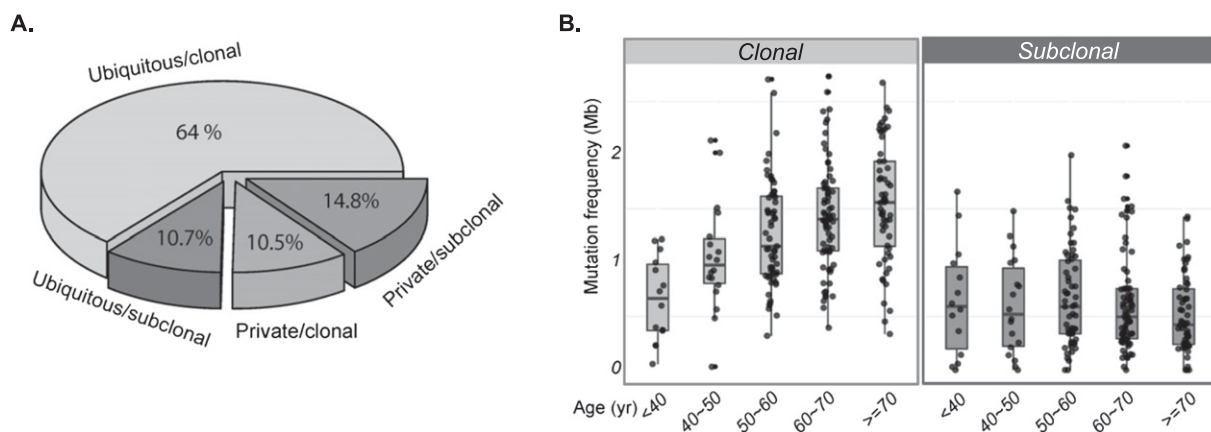 A.
Ubiquitous/clonal
64 %
14.8%
10.7%
10.5%
Private/subclonal
Ubiquitous/subclonal
Private/clonal
B.
Clonal
Subclonal
Mutation frequency (Mb)
2
1
0
Age (yr)
<40
40~50
50~60
60~70
>=70
<40
40~50
50~60
60~70
>=70